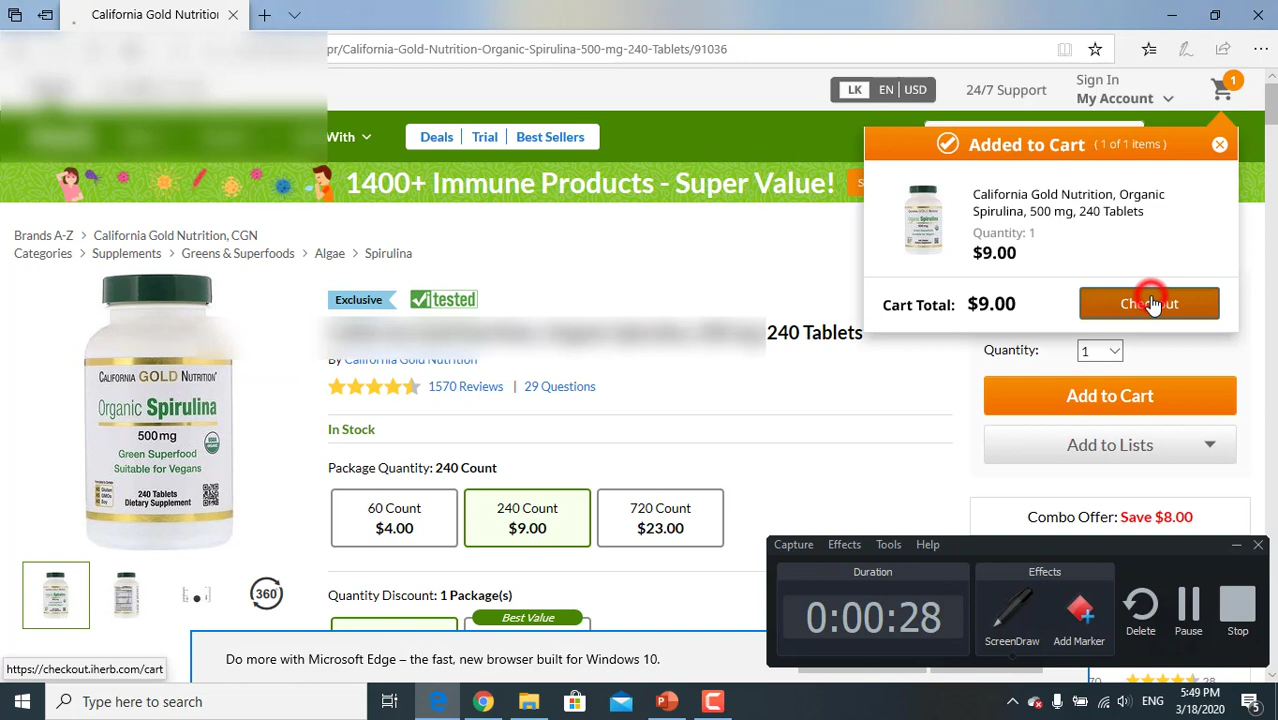 California Gold Nutrition
pr/California-Gold-Nutrition-Organic-Spirulina-500-mg-240-Tablets/91036
LK EN | USD
24/7 Support
Sign In
My Account
1
With
Deals | Trial | Best Sellers
1400+ Immune Products - Super Value!
Added to Cart ( 1 of 1 items )
California Gold Nutrition, Organic
Spirulina, 500 mg, 240 Tablets
Quantity: 1
$9.00
Cart Total: $9.00
Checkout
Brands A-Z California Gold Nutrition, CGN
Categories Supplements Greens & Superfoods Algae Spirulina
CALIFORNIA GOLD NUTRITION
Organic Spirulina
500 mg
Green Superfood
Suitable for Vegans
240 Tablets
Dietary Supplement
360
Exclusive
tested
240 Tablets
By California Gold Nutrition
1570 Reviews | 29 Questions
In Stock
Package Quantity: 240 Count
60 Count
$4.00
240 Count
$9.00
720 Count
$23.00
Quantity Discount: 1 Package(s)
Best Value
Quantity: 1
Add to Cart
Add to Lists
Combo Offer: Save $8.00
Capture Effects Tools Help
Duration
0:00:28
Effects
ScreenDraw
Add Marker
Delete
Pause
Stop
Do more with Microsoft Edge – the fast, new browser built for Windows 10.
https://checkout.iherb.com/cart
28
Type here to search
ENG
5:49 PM
3/18/2020
5